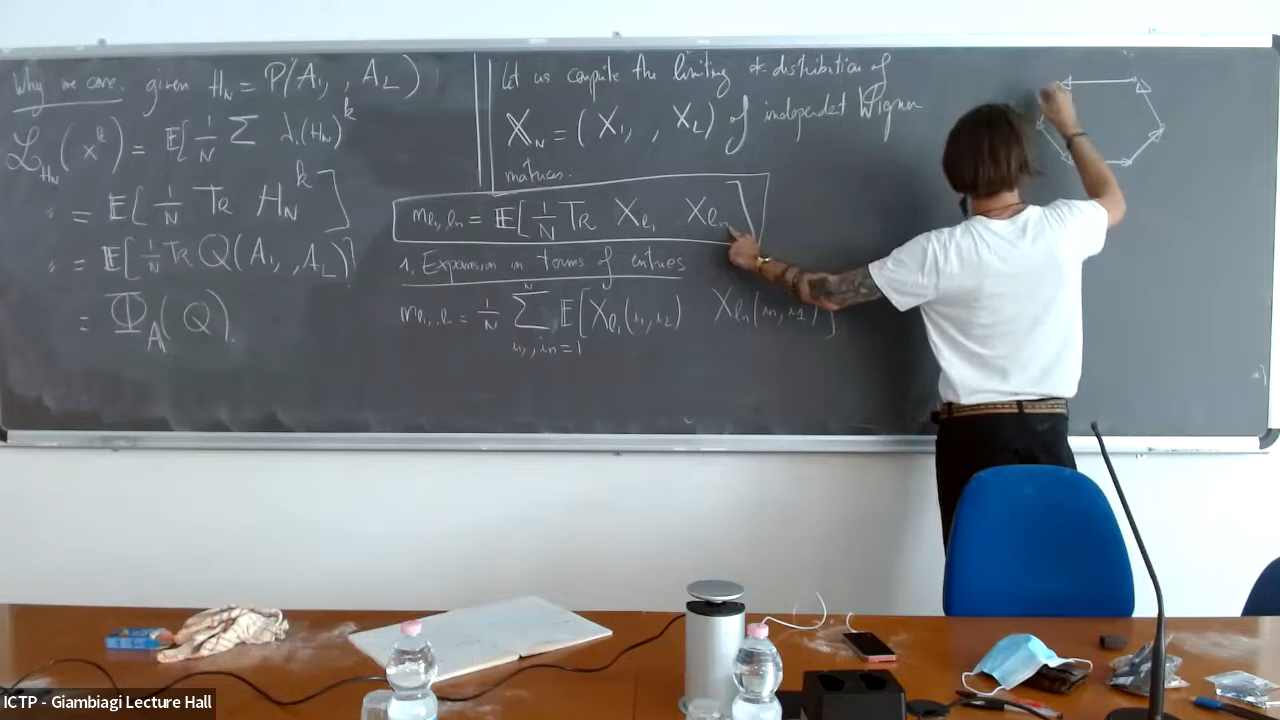 Why we care. given H_N = P(A_1, , A_L)
L_{H_N}(x^k) = E[1/N Σ λ_i(H_N)^k
" = E[1/N Tr H_N^k]
" = E[1/N Tr Q(A_1, , A_L)]
= Φ_A(Q).
Let us compute the limiting * distribution of
X_N = (X_1, , X_L) of independet Wigner
matrices.
m_{l_1, l_n} = E[1/N Tr X_{l_1} X_{l_n}]
1. Expansion in terms of entries
m_{l_1, l} = 1/N Σ_{i_1, i_n=1}^N E[X_{l_1}(i_1, i_2) X_{l_n}(i_n, i_1)]
ICTP - Giambiagi Lecture Hall